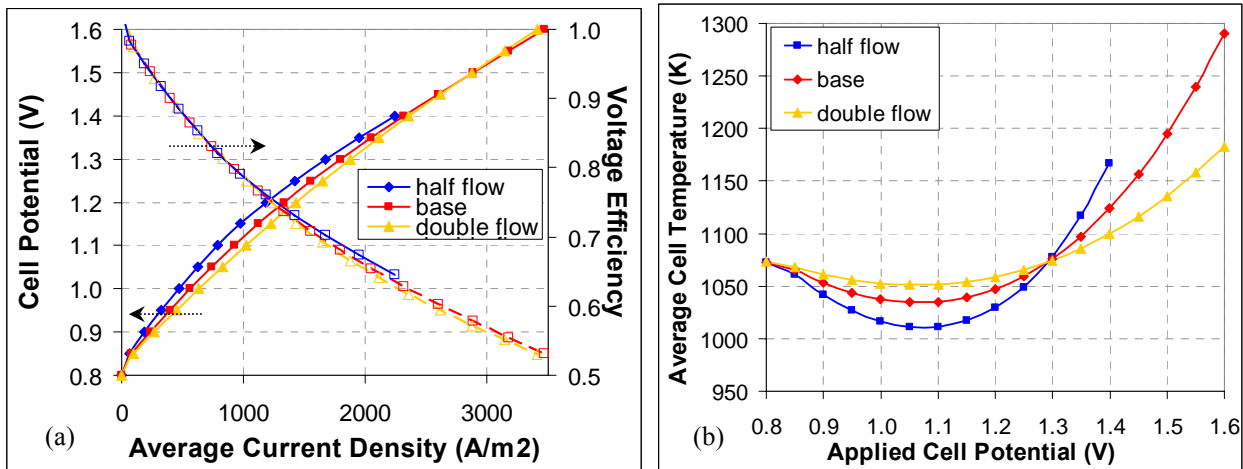 1.6
1.5
1.4
1.3
1.2
1.1
1.0
0.9
0.8
Cell Potential (V)
1.0
0.9
0.8
0.7
0.6
0.5
Voltage Efficiency
half flow
base
double flow
0
1000
2000
3000
Average Current Density (A/m2)
(a)
1300
1250
1200
1150
1100
1050
1000
950
Average Cell Temperature (K)
half flow
base
double flow
0.8
0.9
1.0
1.1
1.2
1.3
1.4
1.5
1.6
Applied Cell Potential (V)
(b)